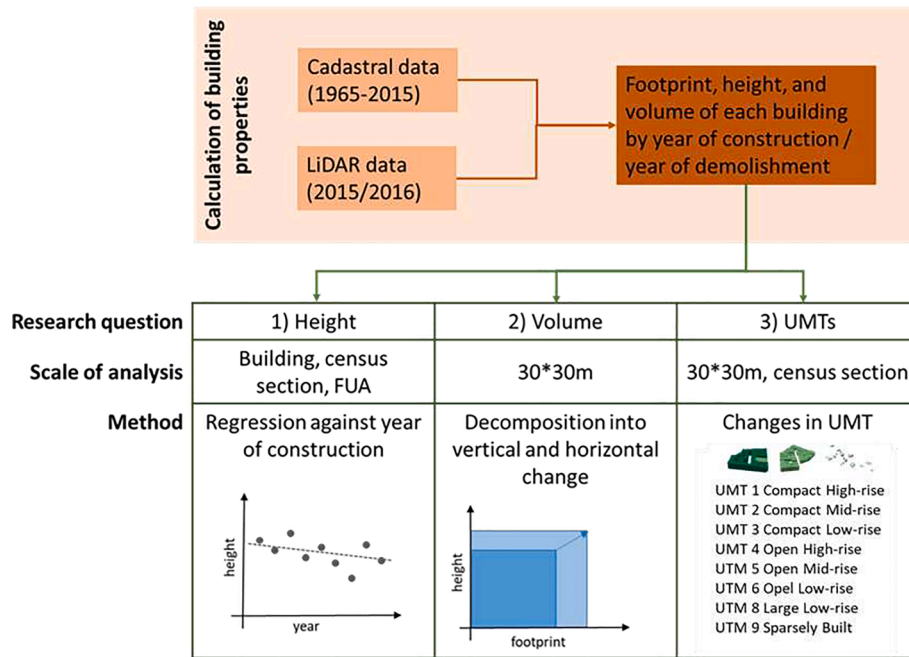 Calculation of building
properties
Cadastral data
(1965-2015)
LiDAR data
(2015/2016)
Footprint, height, and
volume of each building
by year of construction /
year of demolishment
Research question
1) Height
2) Volume
3) UMTs
Scale of analysis
Building, census
section, FUA
30*30m
30*30m, census section
Method
Regression against year
of construction
height
year
Decomposition into
vertical and horizontal
change
height
footprint
Changes in UMT
UMT 1 Compact High-rise
UMT 2 Compact Mid-rise
UMT 3 Compact Low-rise
UMT 4 Open High-rise
UTM 5 Open Mid-rise
UTM 6 Opel Low-rise
UTM 8 Large Low-rise
UTM 9 Sparsely Built